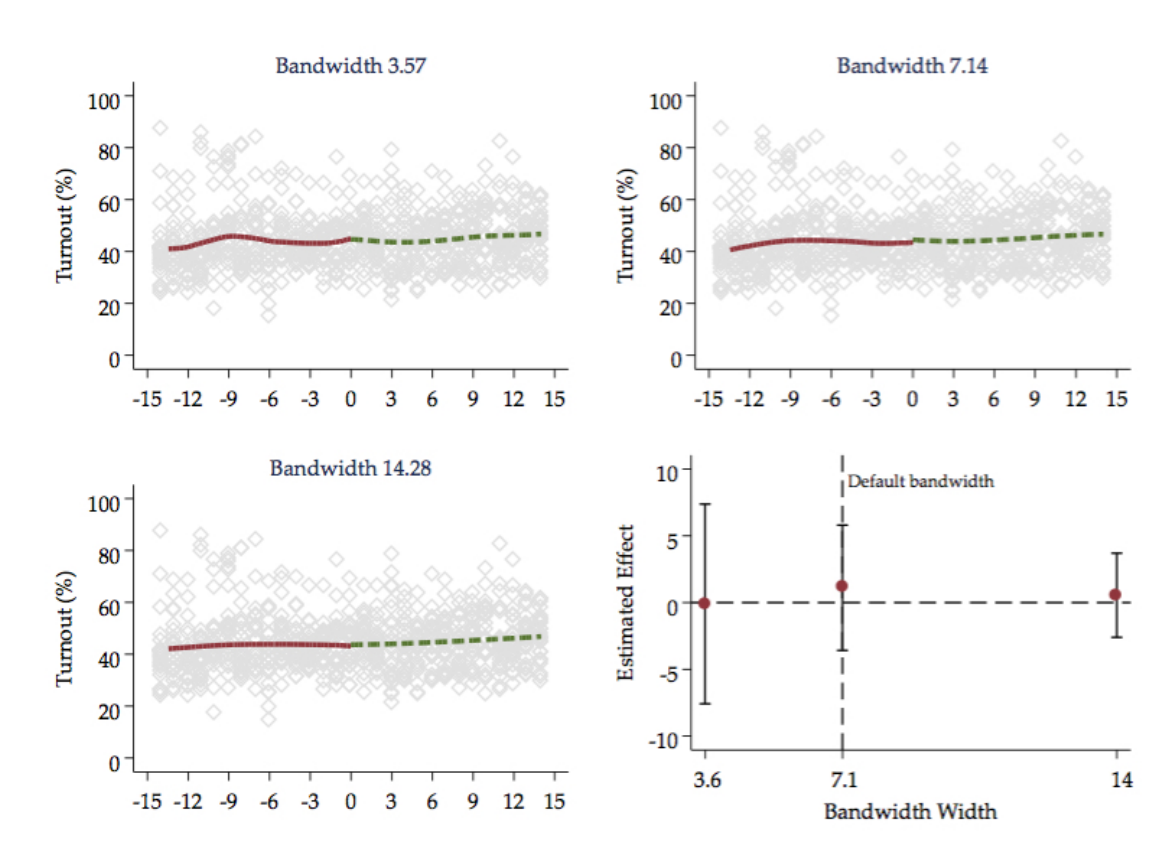 Bandwidth 3.57
Turnout (%)
100
80
60
40
20
0
-15 -12 -9 -6 -3 0 3 6 9 12 15
Bandwidth 7.14
Turnout (%)
100
80
60
40
20
0
-15 -12 -9 -6 -3 0 3 6 9 12 15
Bandwidth 14.28
Turnout (%)
100
80
60
40
20
0
-15 -12 -9 -6 -3 0 3 6 9 12 15
Default bandwidth
Estimated Effect
10
5
0
-5
-10
3.6 7.1 14
Bandwidth Width